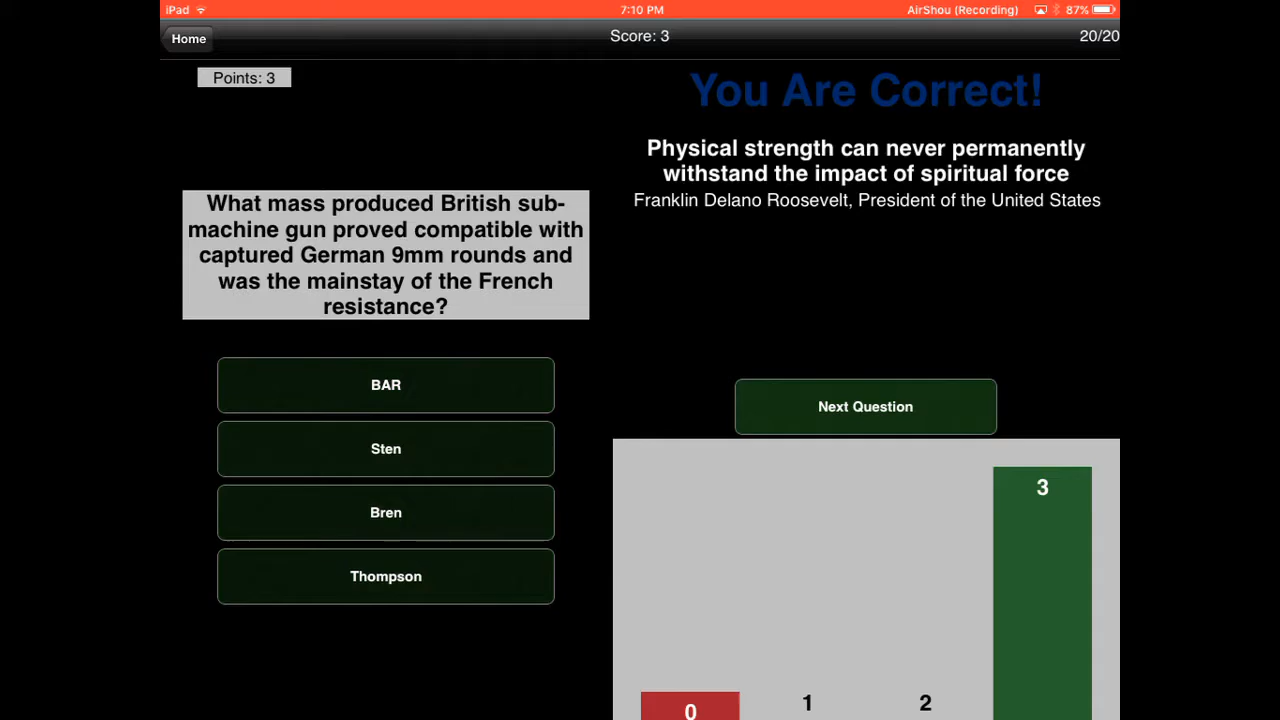 iPad 7:10 PM AirShou (Recording) 87%
Home Score: 3 20/20
Points: 3
You Are Correct!
Physical strength can never permanently
withstand the impact of spiritual force
Franklin Delano Roosevelt, President of the United States
What mass produced British sub-
machine gun proved compatible with
captured German 9mm rounds and
was the mainstay of the French
resistance?
BAR
Sten
Bren
Thompson
Next Question
3
0 1 2